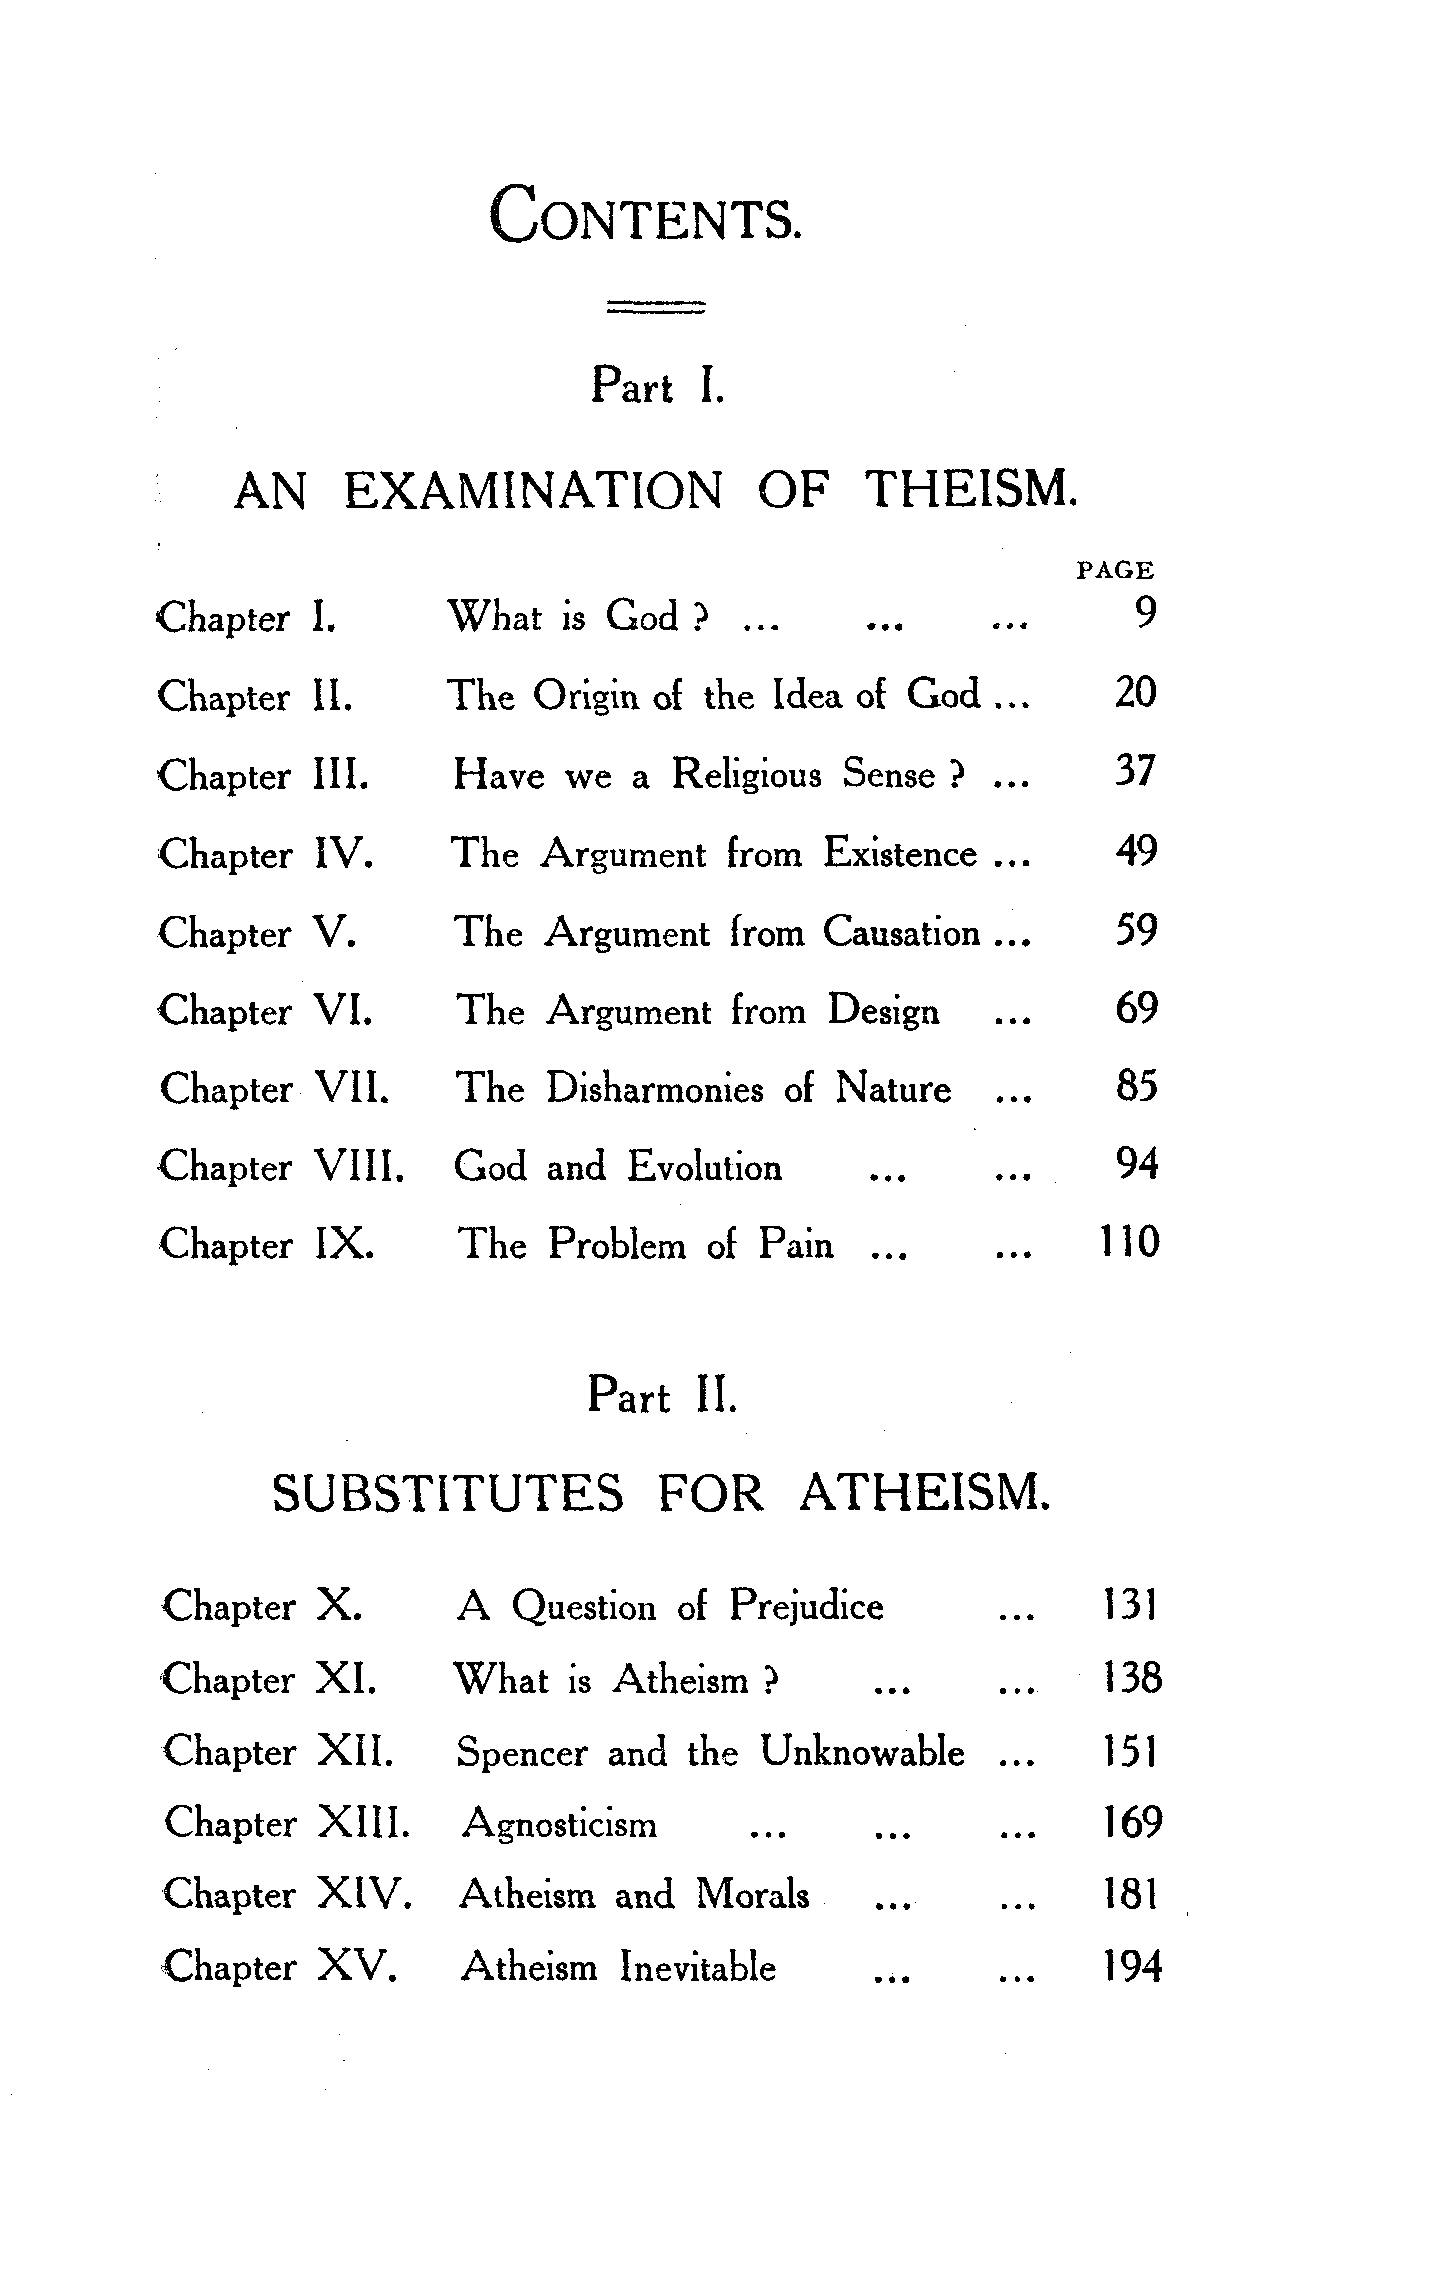 CONTENTS.
Part I.
AN EXAMINATION OF THEISM.
PAGE
Chapter I. What is God ? ... ... ... 9
Chapter II. The Origin of the Idea of God ... 20
Chapter III. Have we a Religious Sense ? ... 37
Chapter IV. The Argument from Existence ... 49
Chapter V. The Argument from Causation ... 59
Chapter VI. The Argument from Design ... 69
Chapter VII. The Disharmonies of Nature ... 85
Chapter VIII. God and Evolution ... ... 94
Chapter IX. The Problem of Pain ... ... 110
Part II.
SUBSTITUTES FOR ATHEISM.
Chapter X. A Question of Prejudice ... 131
Chapter XI. What is Atheism ? ... ... 138
Chapter XII. Spencer and the Unknowable ... 151
Chapter XIII. Agnosticism ... ... ... 169
Chapter XIV. Atheism and Morals ... ... 181
Chapter XV. Atheism Inevitable ... ... 194